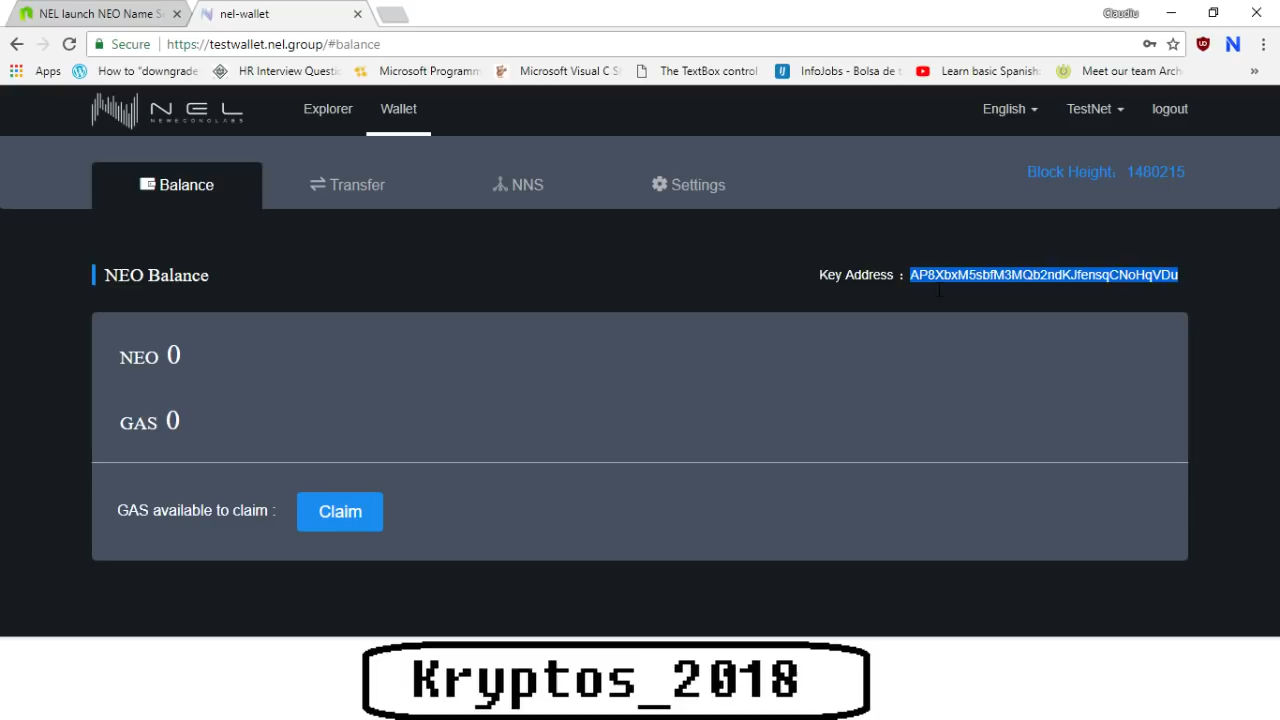 NEL launch NEO Name S
nel-wallet
Claudiu
Secure
https://testwallet.nel.group/#balance
Apps
How to "downgrade
HR Interview Questi
Microsoft Programm
Microsoft Visual C S
The TextBox control
InfoJobs - Bolsa de t
Learn basic Spanish
Meet our team Arch
»
NEL
NEWECONOLABS
Explorer
Wallet
English
TestNet
logout
Balance
Transfer
NNS
Settings
Block Height: 1480215
NEO Balance
Key Address : AP8XbxM5sbfM3MQb2ndKJfensqCNoHqVDu
NEO 0
GAS 0
GAS available to claim :
Claim
Kryptos_2018